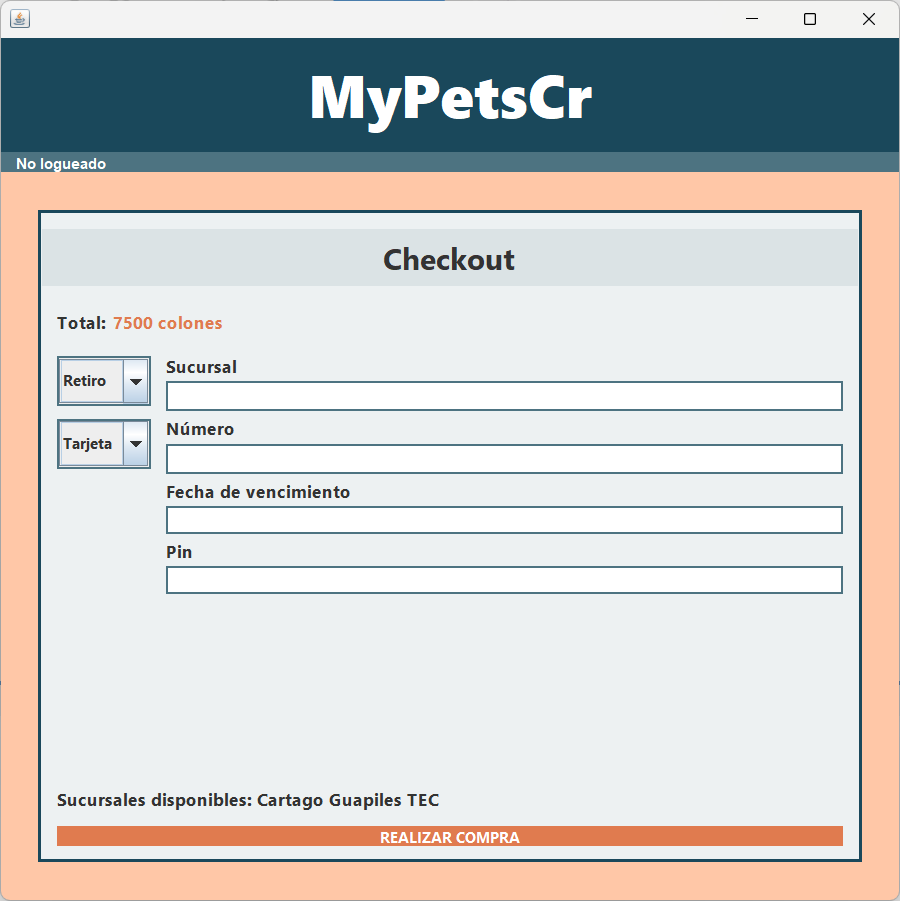 MyPetsCr
No logueado
Checkout
Total: 7500 colones
Retiro
Sucursal
Tarjeta
Número
Fecha de vencimiento
Pin
Sucursales disponibles: Cartago Guapiles TEC
REALIZAR COMPRA